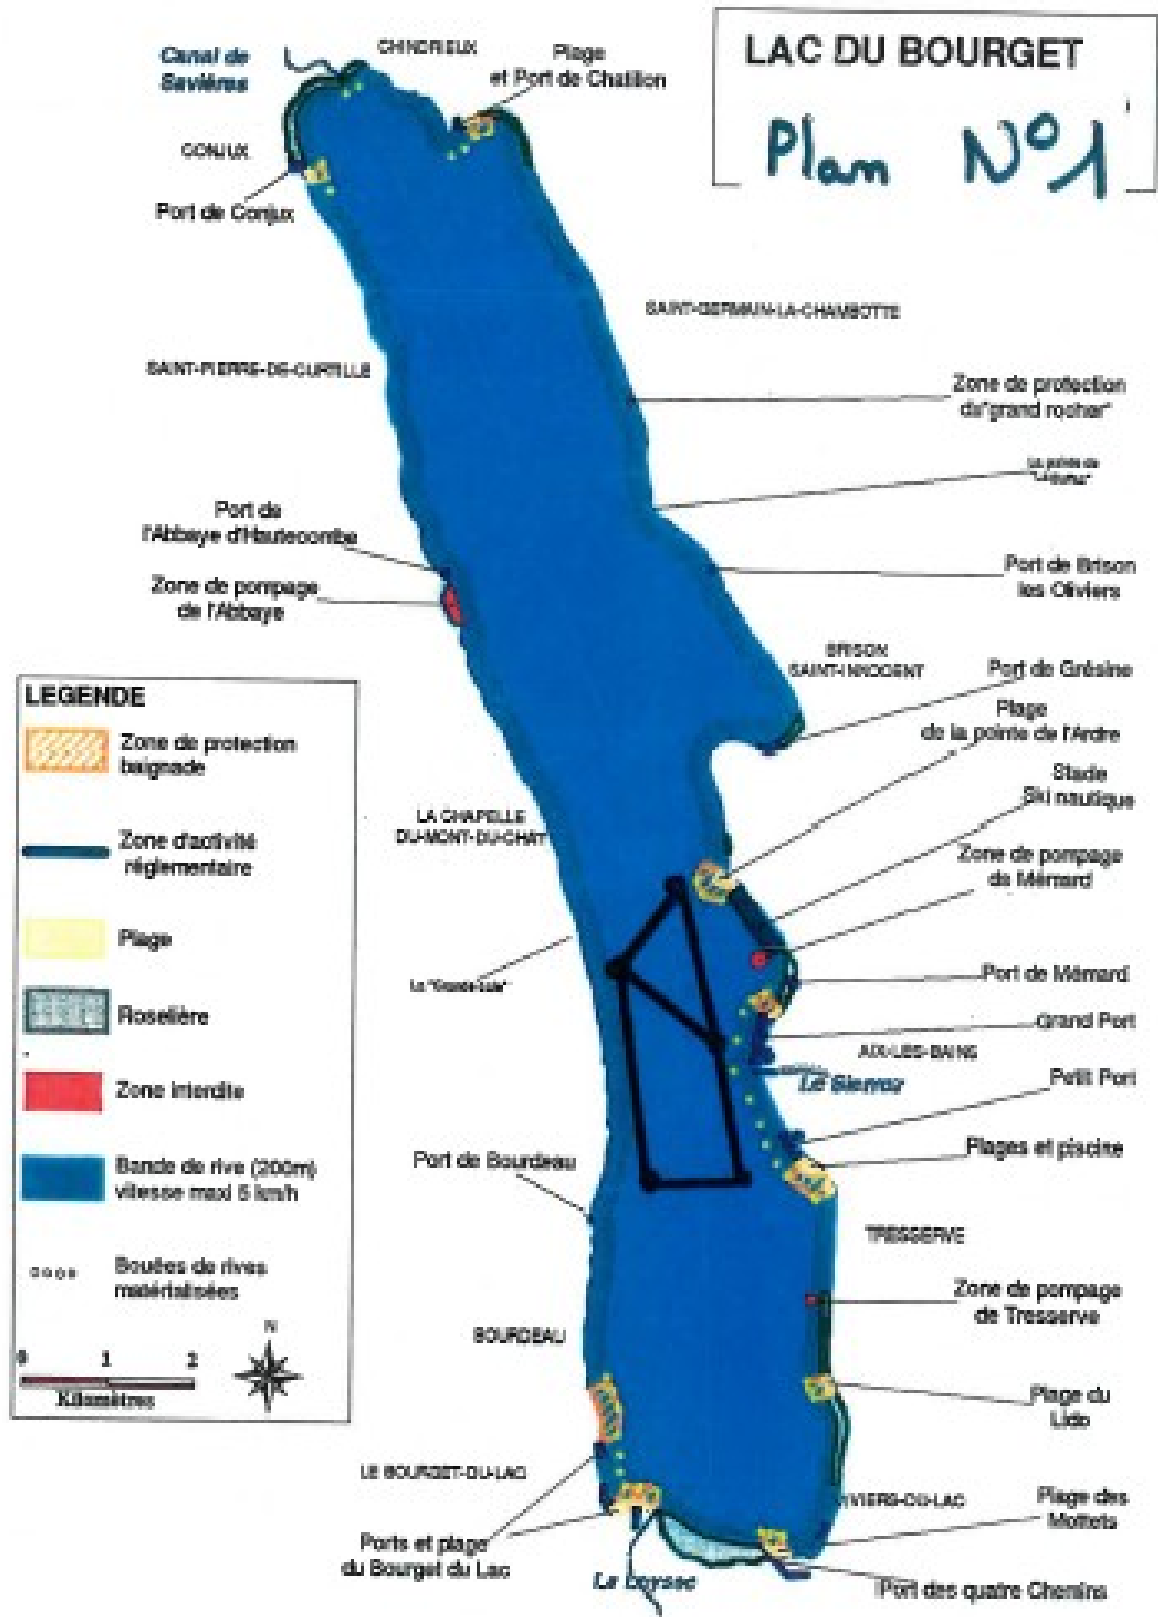 LAC DU BOURGET
Plan N°1
Canal de
Savières
CHINDRIEUX
Plage
et Port de Chatillon
CONJUX
Port de Conjux
SAINT-GERMAIN-LA-CHAMBOTTE
SAINT-PIERRE-DE-CURTILLE
Zone de protection
du "grand rocher"
Port de
l'Abbaye d'Hautecombe
Zone de pompage
de l'Abbaye
Port de Brison
les Oliviers
BRISON
SAINT-INNOCENT
Port de Grésine
Plage
de la pointe de l'Ardre
Stade
Ski nautique
Zone de pompage
de Mémard
LA CHAPELLE
DU-MONT-DU-CHAT
Port de Mémard
Grand Port
AIX-LES-BAINS
Le Sierroz
Petit Port
Plages et piscine
Port de Bourdeau
TRESSERVE
Zone de pompage
de Tresserve
BOURDEAU
Plage du
Lido
LE BOURGET-DU-LAC
VIVIERS-DU-LAC
Plage des
Mottets
Ports et plage
du Bourget du Lac
La Leysse
Port des quatre Chemins
LEGENDE
Zone de protection
baignade
Zone d'activité
réglementaire
Plage
Roselière
Zone interdite
Bande de rive (200m)
vitesse maxi 5 km/h
Bouées de rives
matérialisées
N
0 1 2
Kilomètres